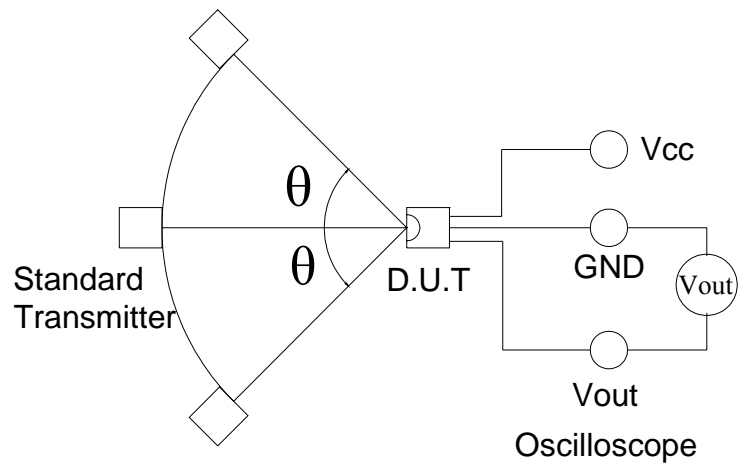 Vcc
θ
θ
GND
D.U.T
Vout
Standard
Transmitter
Vout
Oscilloscope